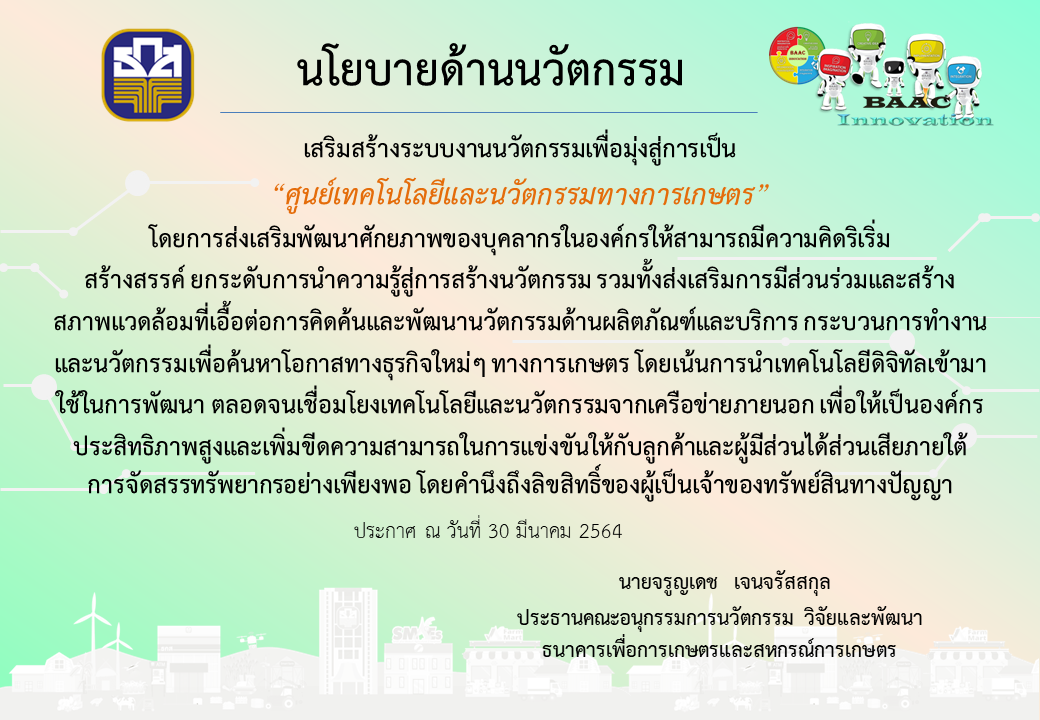 นโยบายด้านนวัตกรรม
BAAC
Innovation
เสริมสร้างระบบงานนวัตกรรมเพื่อมุ่งสู่การเป็น
“ศูนย์เทคโนโลยีและนวัตกรรมทางการเกษตร”
โดยการส่งเสริมพัฒนาศักยภาพของบุคลากรในองค์กรให้สามารถมีความคิดริเริ่ม
สร้างสรรค์ ยกระดับการนำความรู้สู่การสร้างนวัตกรรม รวมทั้งส่งเสริมการมีส่วนร่วมและสร้าง
สภาพแวดล้อมที่เอื้อต่อการคิดค้นและพัฒนานวัตกรรมด้านผลิตภัณฑ์และบริการ กระบวนการทำงาน
และนวัตกรรมเพื่อค้นหาโอกาสทางธุรกิจใหม่ๆ ทางการเกษตร โดยเน้นการนำเทคโนโลยีดิจิทัลเข้ามา
ใช้ในการพัฒนา ตลอดจนเชื่อมโยงเทคโนโลยีและนวัตกรรมจากเครือข่ายภายนอก เพื่อให้เป็นองค์กร
ประสิทธิภาพสูงและเพิ่มขีดความสามารถในการแข่งขันให้กับลูกค้าและผู้มีส่วนได้ส่วนเสียภายใต้
การจัดสรรทรัพยากรอย่างเพียงพอ โดยคำนึงถึงลิขสิทธิ์ของผู้เป็นเจ้าของทรัพย์สินทางปัญญา
ประกาศ ณ วันที่ 30 มีนาคม 2564
นายจรูญเดช เจนจรัสสกุล
ประธานคณะอนุกรรมการนวัตกรรม วิจัยและพัฒนา
ธนาคารเพื่อการเกษตรและสหกรณ์การเกษตร
SMAEs